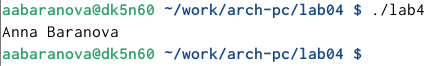 aabaranova@dk5n60 ~/work/arch-pc/lab04 $ ./lab4
Anna Baranova
aabaranova@dk5n60 ~/work/arch-pc/lab04 $